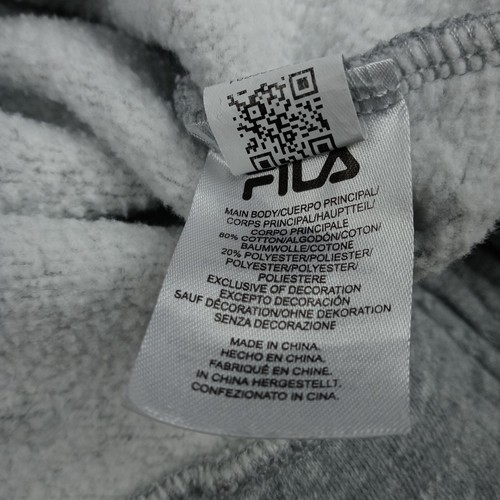 FILA
MAIN BODY/CUERPO PRINCIPAL/
CORPS PRINCIPAL/HAUPTTEIL/
CORPO PRINCIPALE
80% COTTON/ALGODÓN/COTON/
BAUMWOLLE/COTONE
20% POLYESTER/POLIESTER/
POLYESTER/POLYESTER/
POLIESTERE
EXCLUSIVE OF DECORATION
EXCEPTO DECORACIÓN
SAUF DÉCORATION/OHNE DEKORATION
SENZA DECORAZIONE
MADE IN CHINA.
HECHO EN CHINA.
FABRIQUÉ EN CHINE.
IN CHINA HERGESTELLT.
CONFEZIONATO IN CINA.